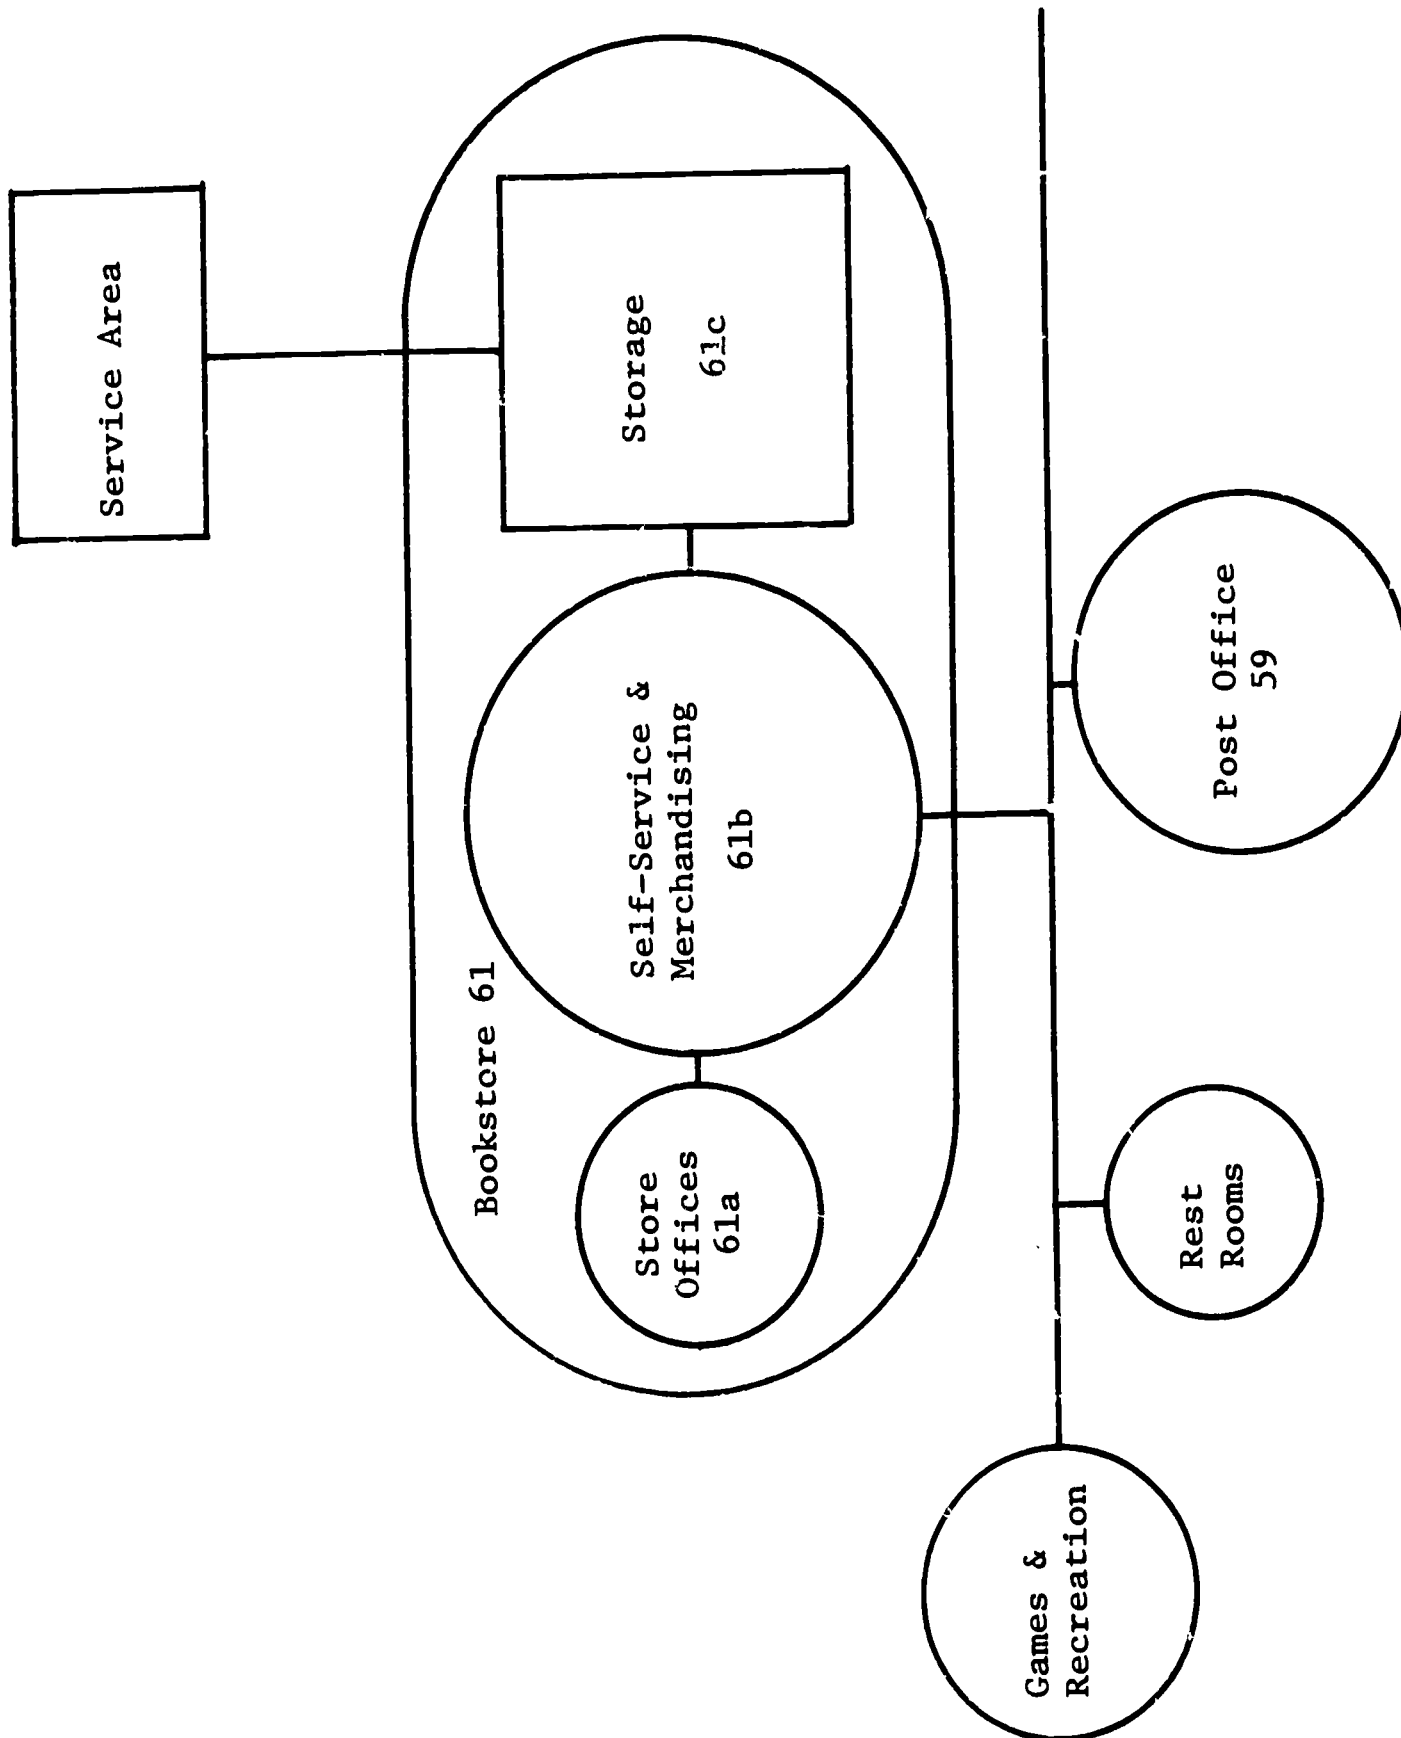 Service Area
Bookstore 61
Store
Offices
61a
Self-Service &
Merchandising
61b
Storage
61c
Games &
Recreation
Rest
Rooms
Post Office
59